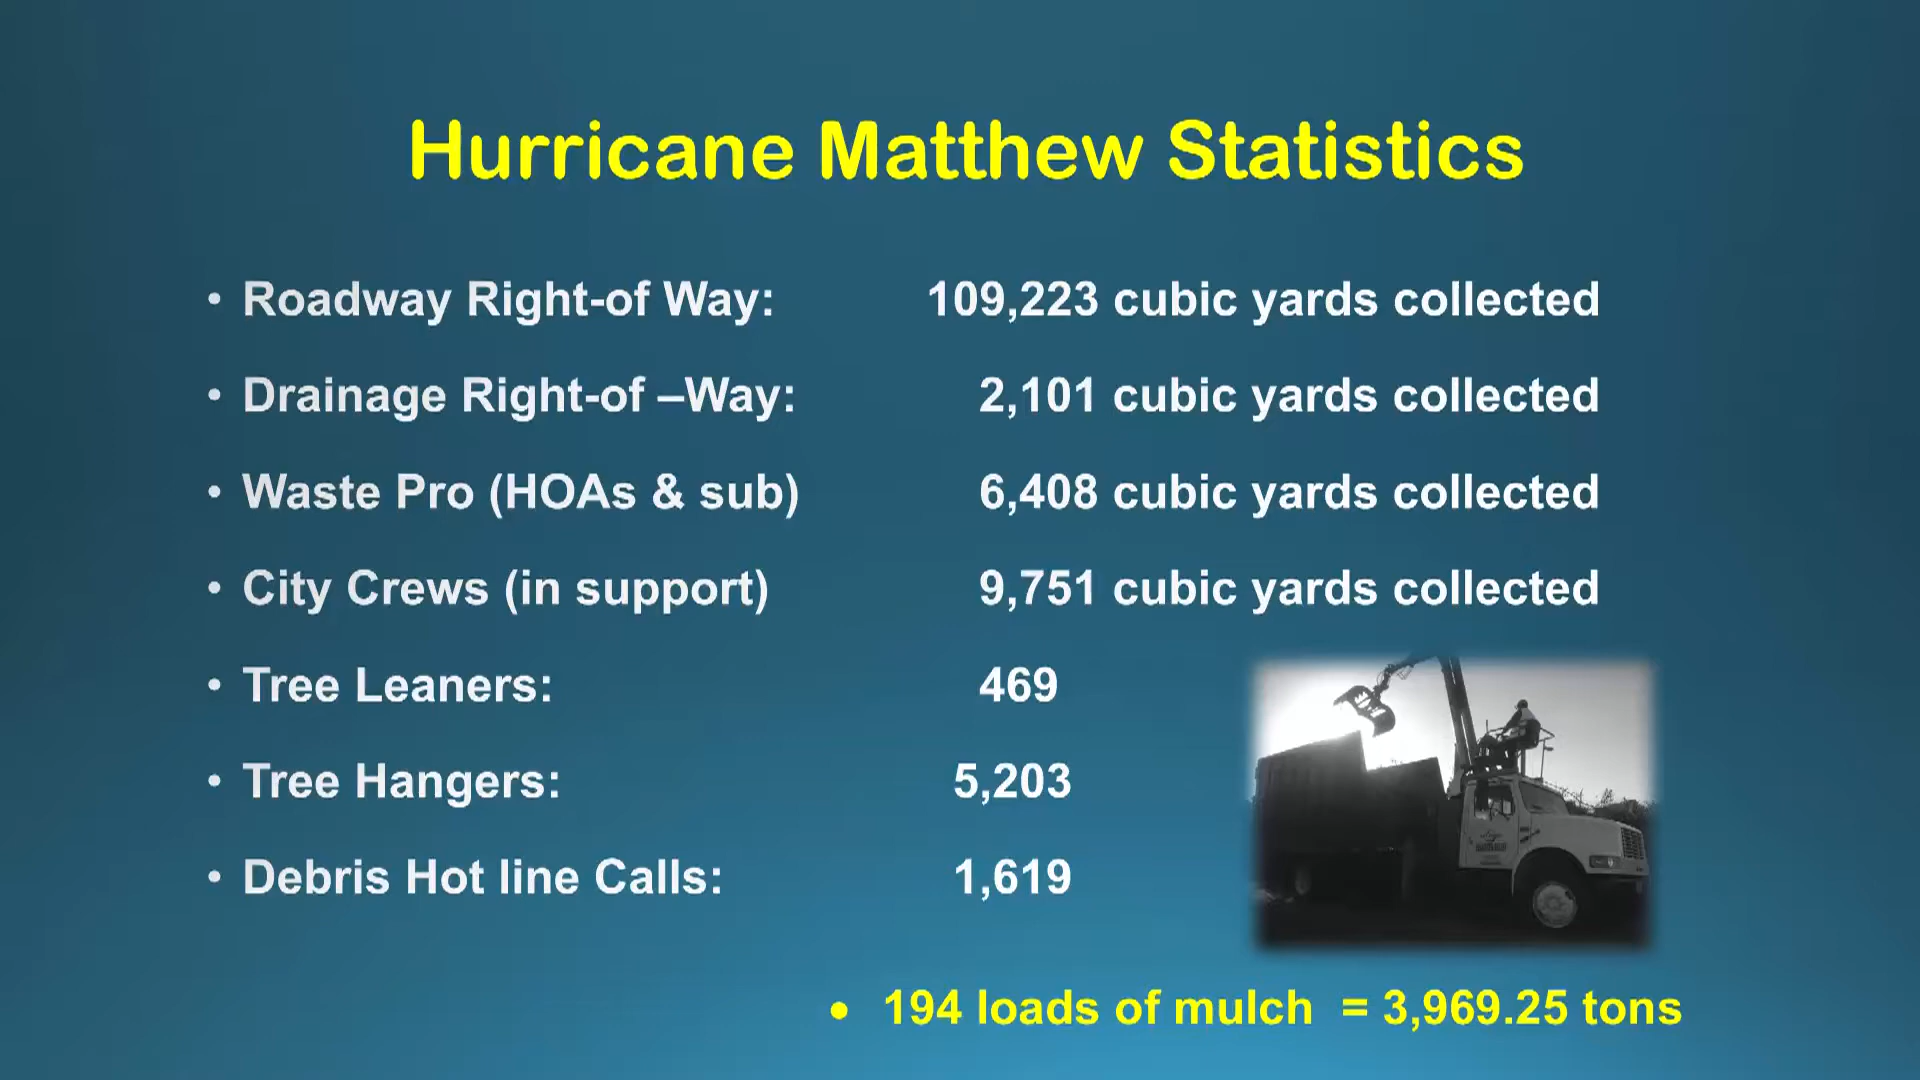 Hurricane Matthew Statistics
• Roadway Right-of Way: 109,223 cubic yards collected
• Drainage Right-of –Way: 2,101 cubic yards collected
• Waste Pro (HOAs & sub) 6,408 cubic yards collected
• City Crews (in support) 9,751 cubic yards collected
• Tree Leaners: 469
• Tree Hangers: 5,203
• Debris Hot line Calls: 1,619
• 194 loads of mulch = 3,969.25 tons